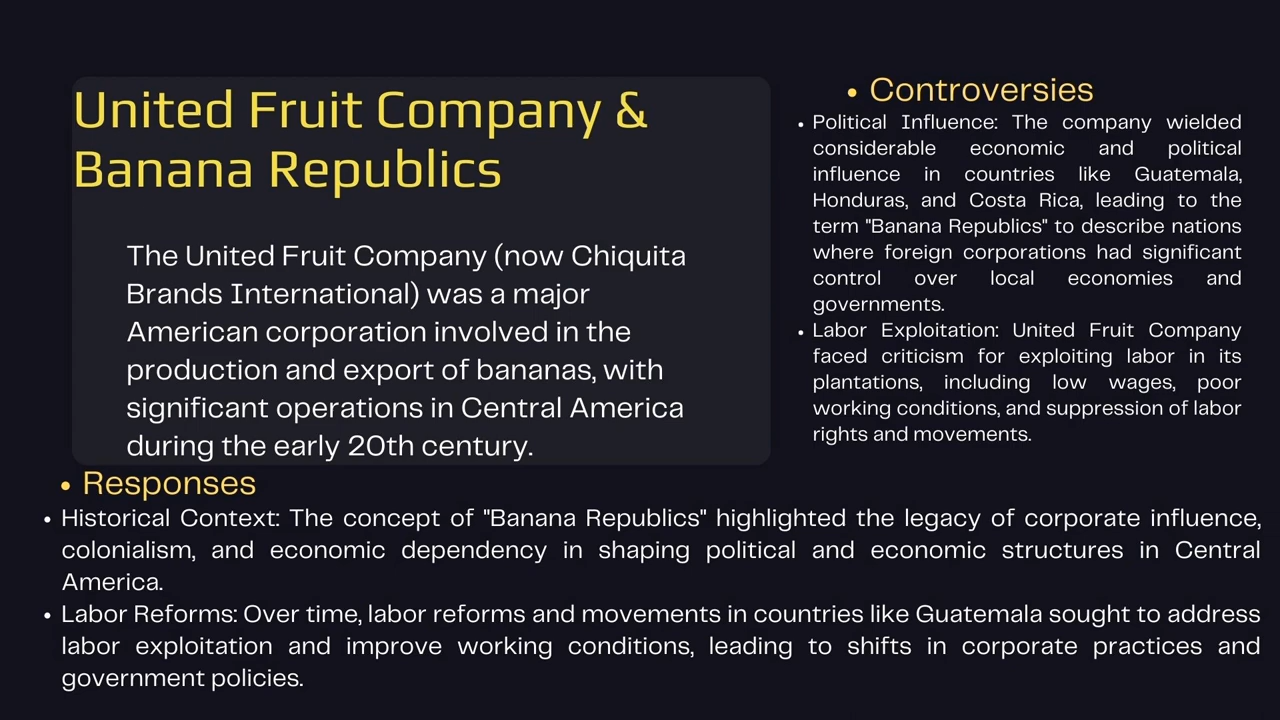 United Fruit Company &
Banana Republics
The United Fruit Company (now Chiquita
Brands International) was a major
American corporation involved in the
production and export of bananas, with
significant operations in Central America
during the early 20th century.
• Controversies
• Political Influence: The company wielded
considerable economic and political
influence in countries like Guatemala,
Honduras, and Costa Rica, leading to the
term "Banana Republics" to describe nations
where foreign corporations had significant
control over local economies and
governments.
• Labor Exploitation: United Fruit Company
faced criticism for exploiting labor in its
plantations, including low wages, poor
working conditions, and suppression of labor
rights and movements.
• Responses
• Historical Context: The concept of "Banana Republics" highlighted the legacy of corporate influence,
colonialism, and economic dependency in shaping political and economic structures in Central
America.
• Labor Reforms: Over time, labor reforms and movements in countries like Guatemala sought to address
labor exploitation and improve working conditions, leading to shifts in corporate practices and
government policies.